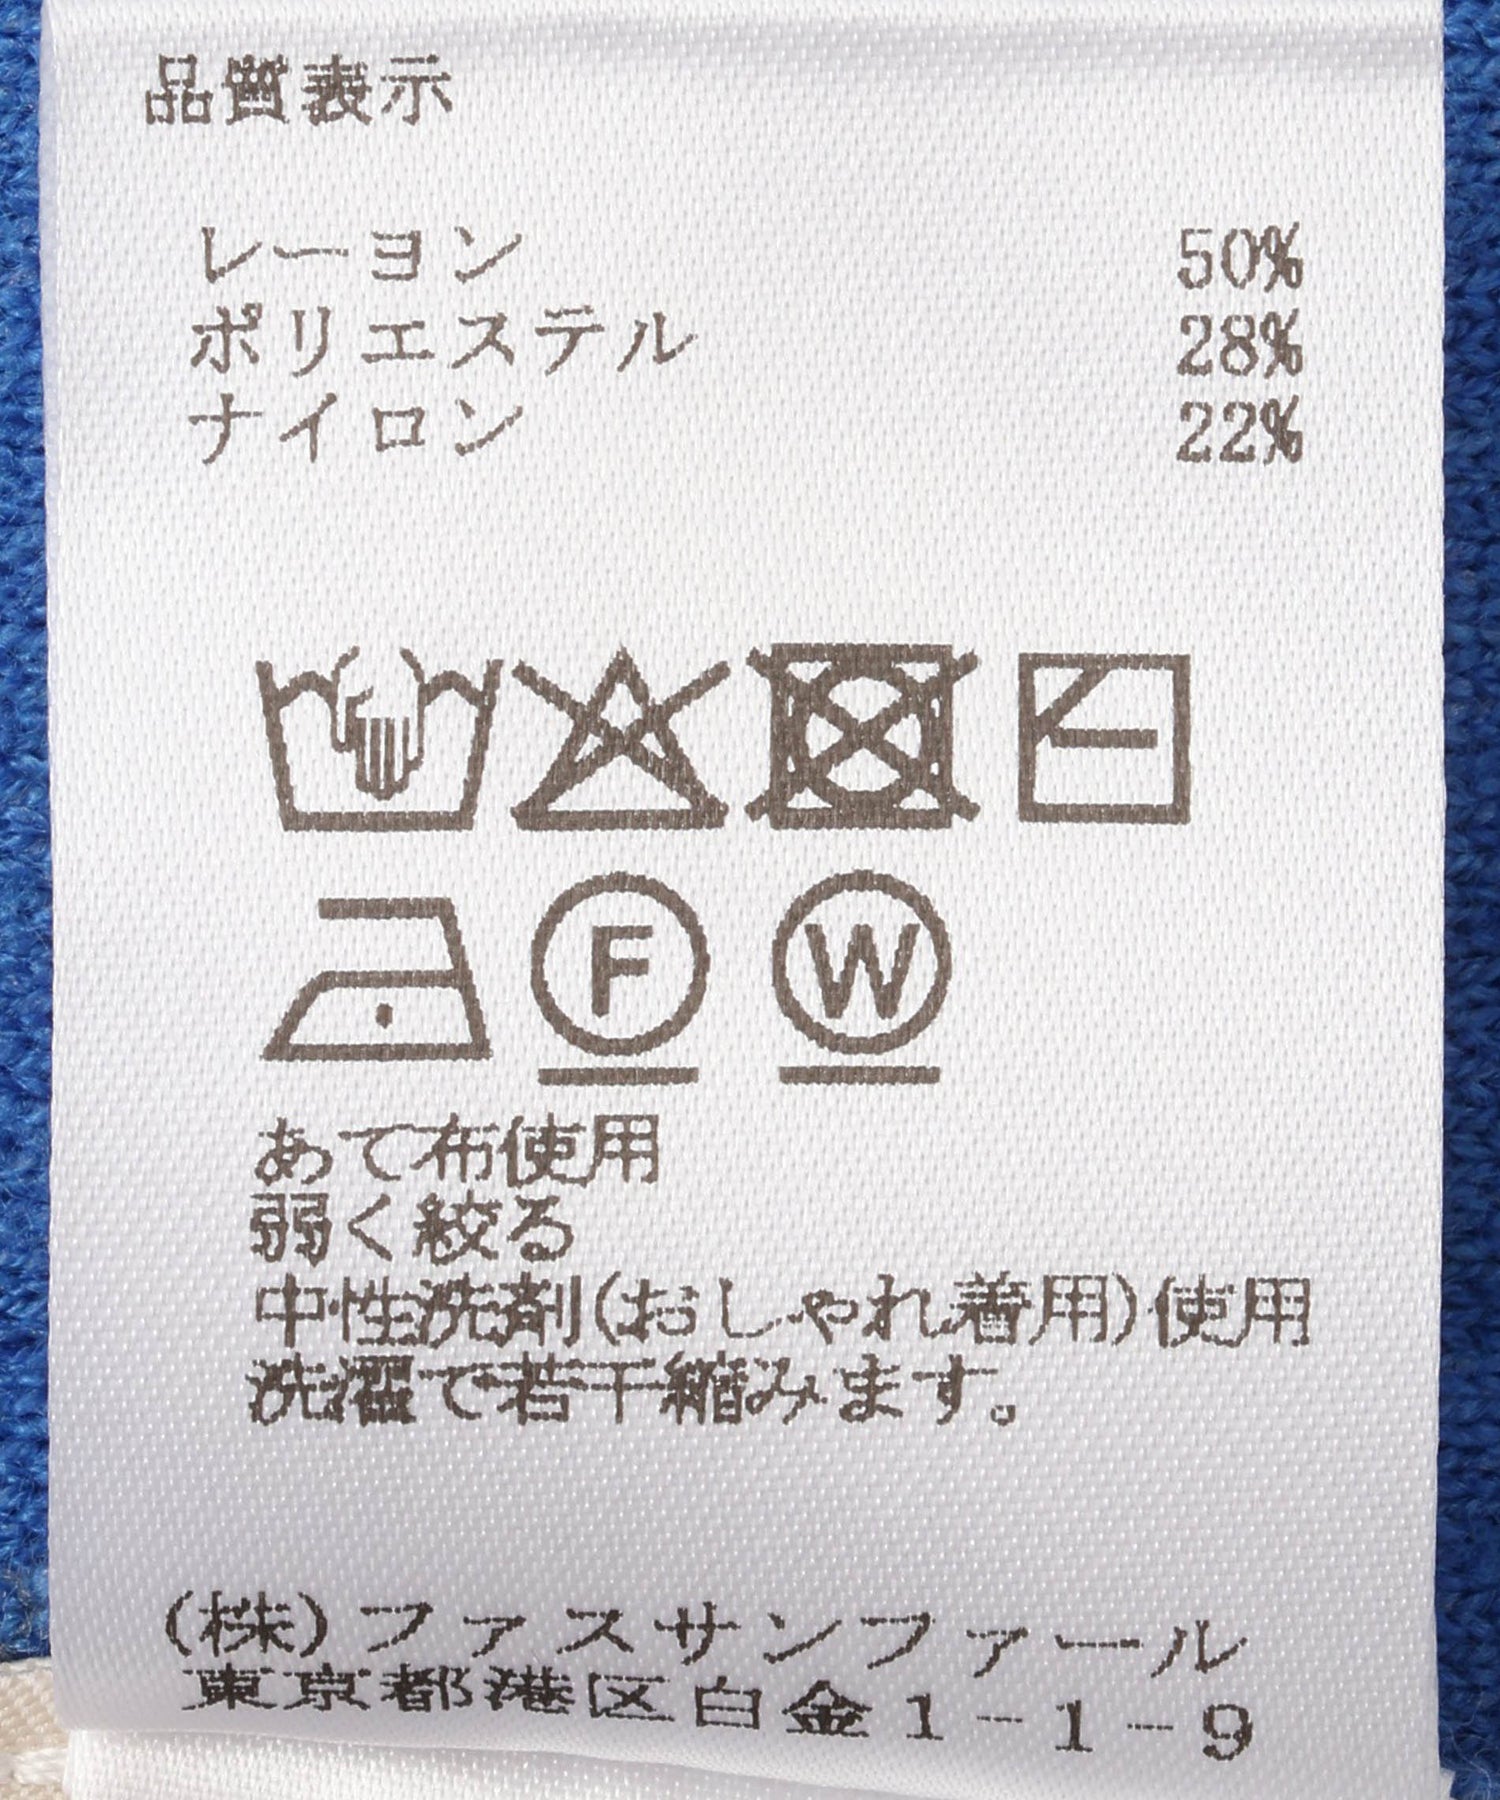 品質表示
レーヨン 50%
ポリエステル 28%
ナイロン 22%
F W
あて布使用
弱く絞る
中性洗剤(おしゃれ着用)使用
洗濯で若干縮みます。
(株)ファスサンファール
東京都港区白金1-1-9